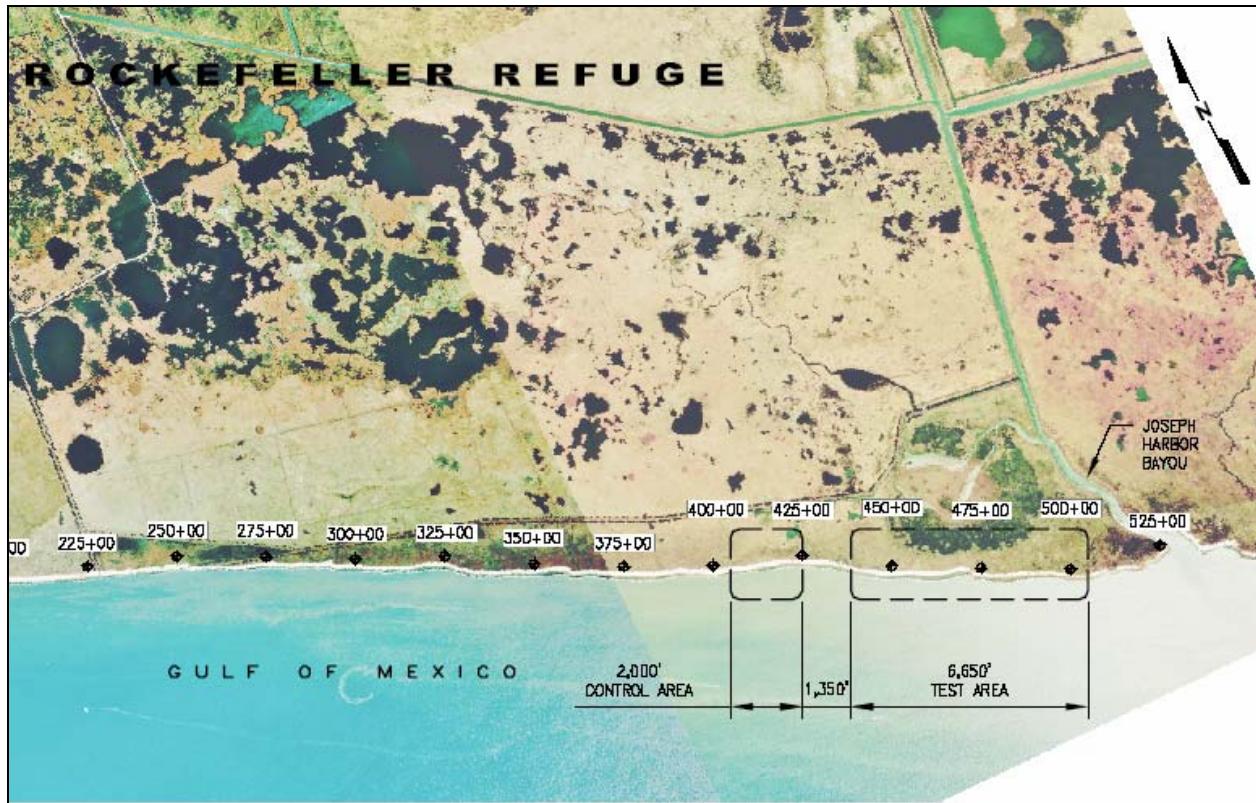 ROCKEFELLER REFUGE
N
JOSEPH
HARBOR
BAYOU
00
225+00
250+00
275+00
300+00
325+00
350+00
375+00
400+00
425+00
450+00
475+00
500+00
525+00
GULF OF MEXICO
2,000'
CONTROL AREA
1,350'
6,650'
TEST AREA